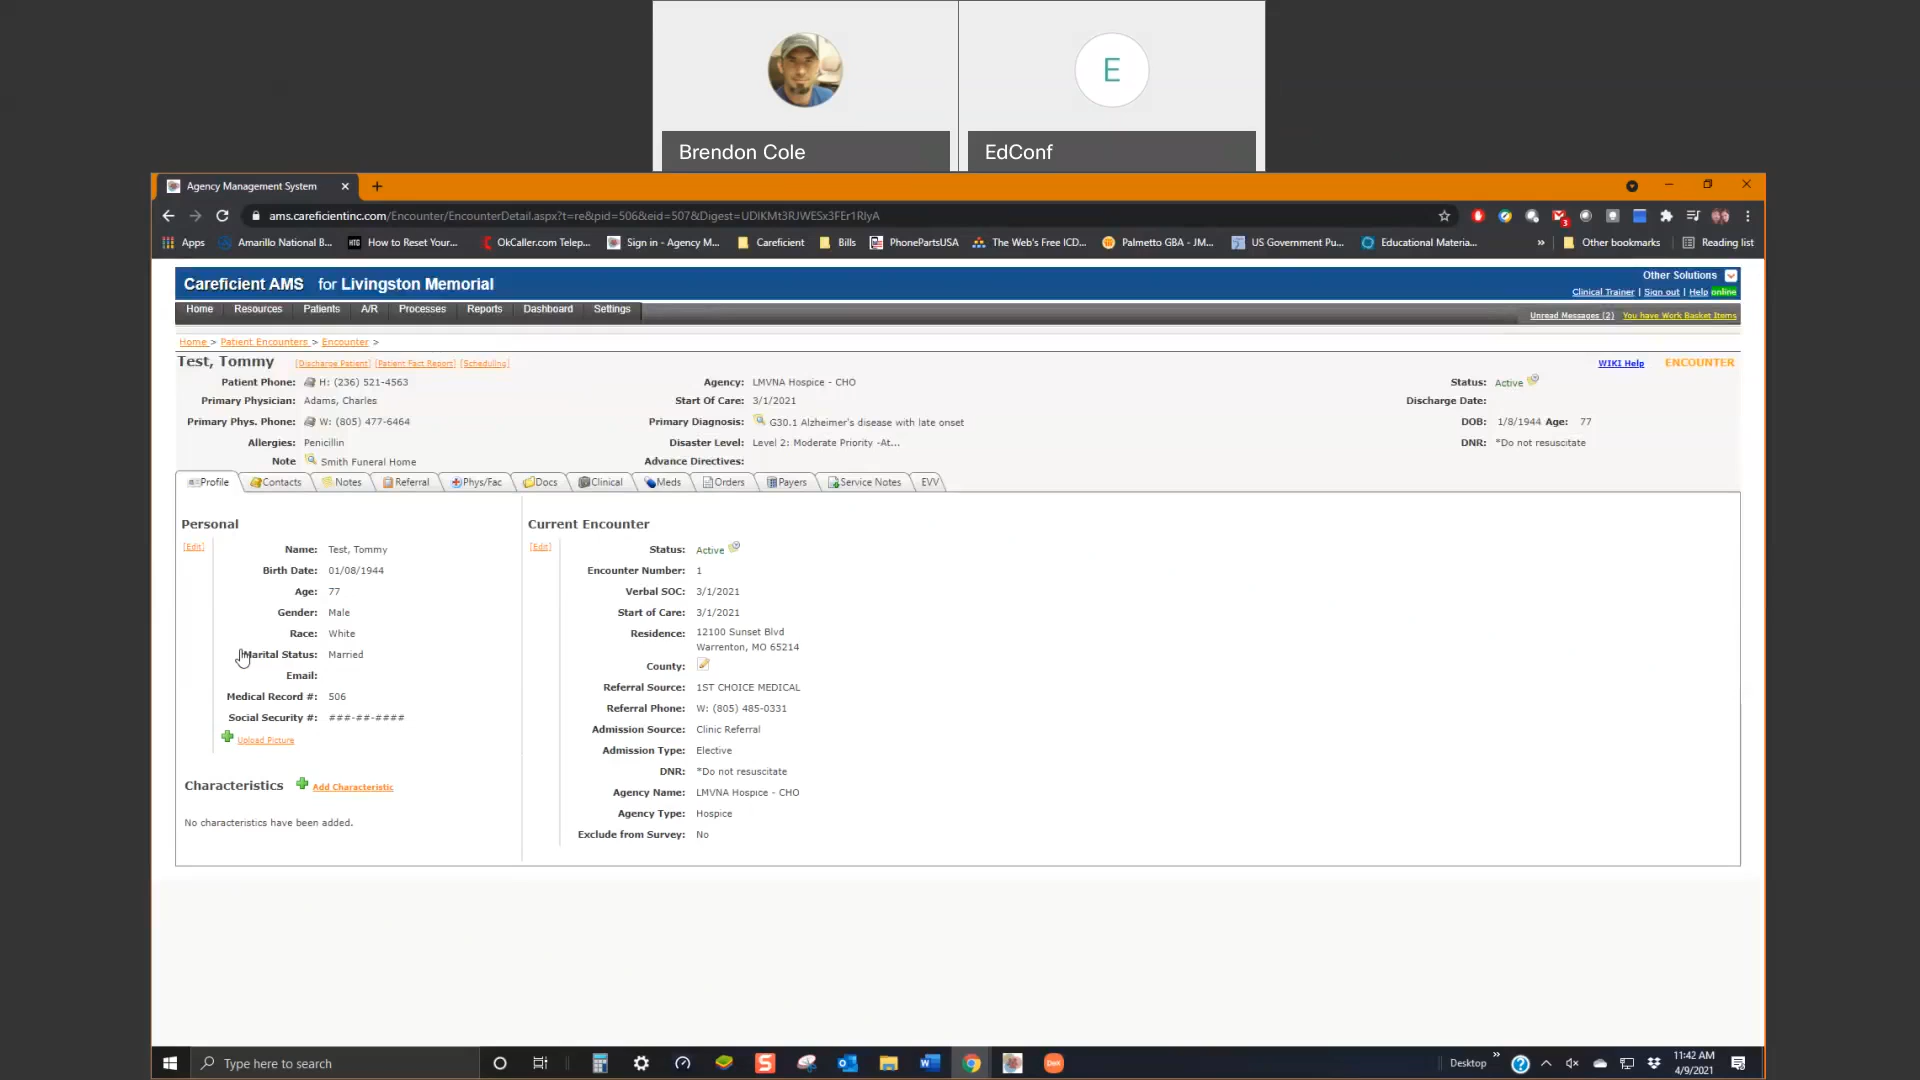 E
Brendon Cole
EdConf
Agency Management System
ams.careficientinc.com/Encounter/EncounterDetail.aspx?t=re&pid=506&eid=507&Digest=UDIKMt3RJWESx3FEr1RIyA
3
Apps Amarillo National B... How to Reset Your... OkCaller.com Telep... Sign in - Agency M... Careficient Bills PhonePartsUSA The Web's Free ICD... Palmetto GBA - JM... US Government Pu... Educational Materia... » Other bookmarks Reading list
Careficient AMS for Livingston Memorial
Other Solutions
Clinical Trainer | Sign out | Help online
Home Resources Patients A/R Processes Reports Dashboard Settings
Unread Messages (2) You have Work Basket Items
Home > Patient Encounters > Encounter >
Test, Tommy [Discharge Patient] [Patient Fact Report] [Scheduling]
WIKI Help ENCOUNTER
Patient Phone: H: (236) 521-4563 Agency: LMVNA Hospice - CHO Status: Active
Primary Physician: Adams, Charles Start Of Care: 3/1/2021 Discharge Date:
Primary Phys. Phone: W: (805) 477-6464 Primary Diagnosis: G30.1 Alzheimer's disease with late onset DOB: 1/8/1944 Age: 77
Allergies: Penicillin Disaster Level: Level 2: Moderate Priority -At... DNR: *Do not resuscitate
Note Smith Funeral Home Advance Directives:
Profile Contacts Notes Referral Phys/Fac Docs Clinical Meds Orders Payers Service Notes EVV
Personal
[Edit]
Name: Test, Tommy
Birth Date: 01/08/1944
Age: 77
Gender: Male
Race: White
Marital Status: Married
Email:
Medical Record #: 506
Social Security #: ###-##-####
Upload Picture
Characteristics Add Characteristic
No characteristics have been added.
Current Encounter
[Edit]
Status: Active
Encounter Number: 1
Verbal SOC: 3/1/2021
Start of Care: 3/1/2021
Residence: 12100 Sunset Blvd
Warrenton, MO 65214
County:
Referral Source: 1ST CHOICE MEDICAL
Referral Phone: W: (805) 485-0331
Admission Source: Clinic Referral
Admission Type: Elective
DNR: *Do not resuscitate
Agency Name: LMVNA Hospice - CHO
Agency Type: Hospice
Exclude from Survey: No
Type here to search
Desktop »
11:42 AM
4/9/2021